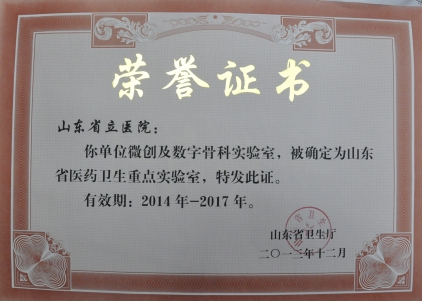 荣誉证书
山东省立医院：
你单位微创及数字骨科实验室，被确定为山东
省医药卫生重点实验室，特发此证。
有效期：2014年-2017年。
山东省卫生厅
二〇一三年十二月